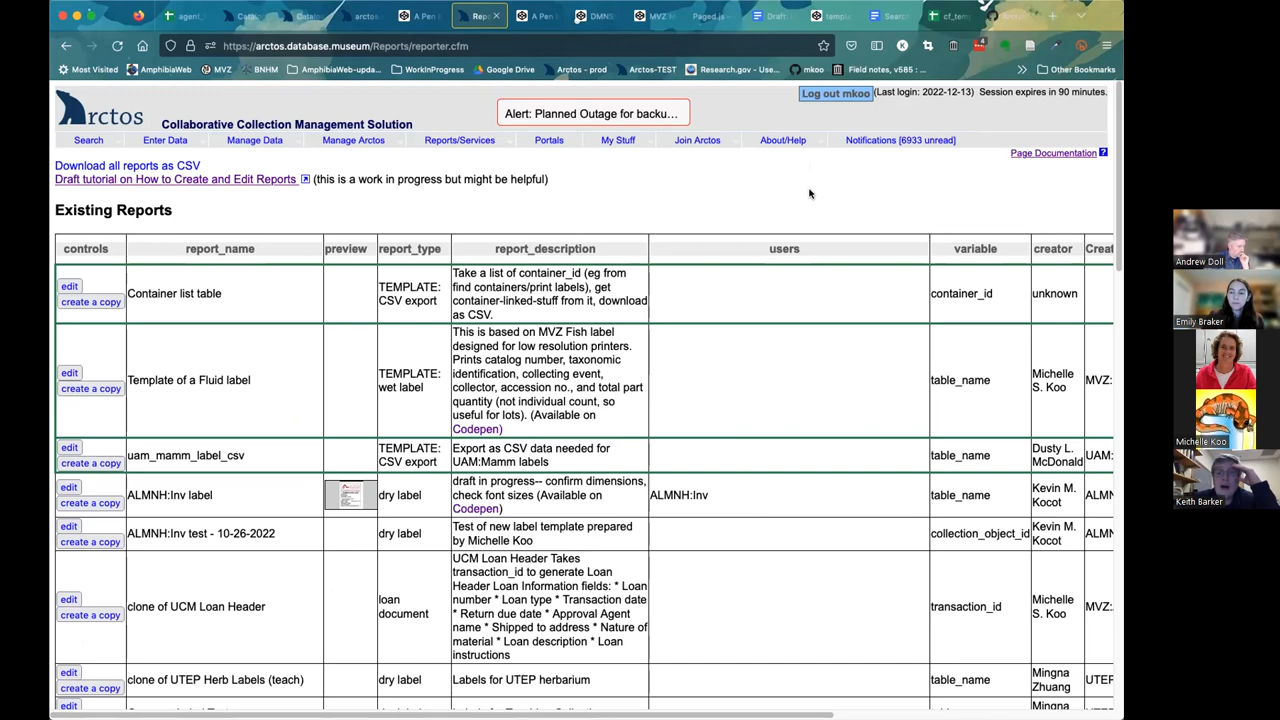 agent_
Catalo
Catalo
arctos
A Pen
Repo
A Pen
DMNS:
MVZ M
Paged.js
Draft:
templa
Search
cf_temp
https://arctos.database.museum/Reports/reporter.cfm
Most Visited
AmphibiaWeb
MVZ
BNHM
AmphibiaWeb-upda...
WorkInProgress
Google Drive
Arctos - prod
Arctos-TEST
Research.gov - Use...
mkoo
Field notes, v585 : ...
Other Bookmarks
Arctos
Collaborative Collection Management Solution
Alert: Planned Outage for backu...
Log out mkoo (Last login: 2022-12-13) Session expires in 90 minutes.
Search
Enter Data
Manage Data
Manage Arctos
Reports/Services
Portals
My Stuff
Join Arctos
About/Help
Notifications [6933 unread]
Page Documentation ?
Download all reports as CSV
Draft tutorial on How to Create and Edit Reports (this is a work in progress but might be helpful)
Existing Reports
controls
report_name
preview
report_type
report_description
users
variable
creator
Creat
edit
create a copy
Container list table
TEMPLATE:
CSV export
Take a list of container_id (eg from
find containers/print labels), get
container-linked-stuff from it, download
as CSV.
container_id
unknown
edit
create a copy
Template of a Fluid label
TEMPLATE:
wet label
This is based on MVZ Fish label
designed for low resolution printers.
Prints catalog number, taxonomic
identification, collecting event,
collector, accession no., and total part
quantity (not individual count, so
useful for lots). (Available on
Codepen)
table_name
Michelle
S. Koo
MVZ:
edit
create a copy
uam_mamm_label_csv
TEMPLATE:
CSV export
Export as CSV data needed for
UAM:Mamm labels
table_name
Dusty L.
McDonald
UAM:
edit
create a copy
ALMNH:Inv label
dry label
draft in progress-- confirm dimensions,
check font sizes (Available on
Codepen)
ALMNH:Inv
table_name
Kevin M.
Kocot
ALMN
edit
create a copy
ALMNH:Inv test - 10-26-2022
dry label
Test of new label template prepared
by Michelle Koo
collection_object_id
Kevin M.
Kocot
ALMN
edit
create a copy
clone of UCM Loan Header
loan
document
UCM Loan Header Takes
transaction_id to generate Loan
Header Loan Information fields: * Loan
number * Loan type * Transaction date
* Return due date * Approval Agent
name * Shipped to address * Nature of
material * Loan description * Loan
instructions
transaction_id
Michelle
S. Koo
MVZ:
edit
create a copy
clone of UTEP Herb Labels (teach)
dry label
Labels for UTEP herbarium
table_name
Mingna
Zhuang
UTEP
edit
Mingna
Andrew Doll
Emily Braker
Michelle Koo
Keith Barker